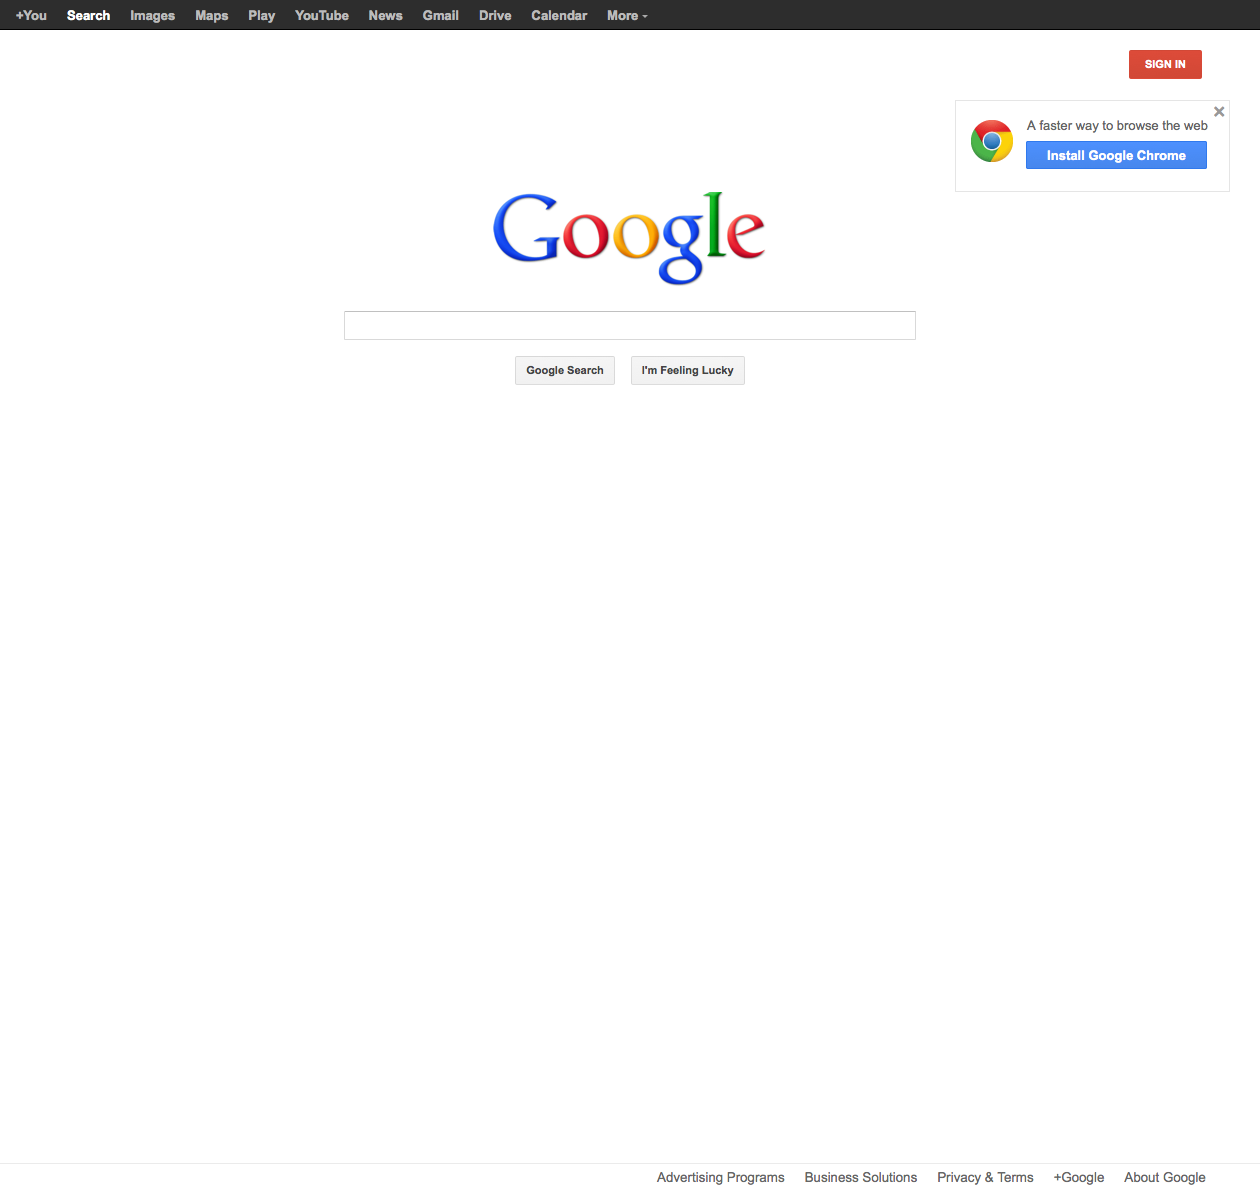 +You Search Images Maps Play YouTube News Gmail Drive Calendar More
SIGN IN
A faster way to browse the web
Install Google Chrome
Google
Google Search I'm Feeling Lucky
Advertising Programs Business Solutions Privacy & Terms +Google About Google